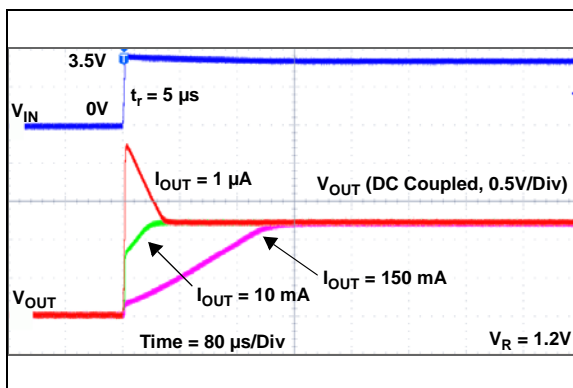 3.5V
T
t_r = 5 µs
V_IN
0V
I_OUT = 1 µA
V_OUT (DC Coupled, 0.5V/Div)
I_OUT = 150 mA
I_OUT = 10 mA
V_OUT
Time = 80 µs/Div
V_R = 1.2V